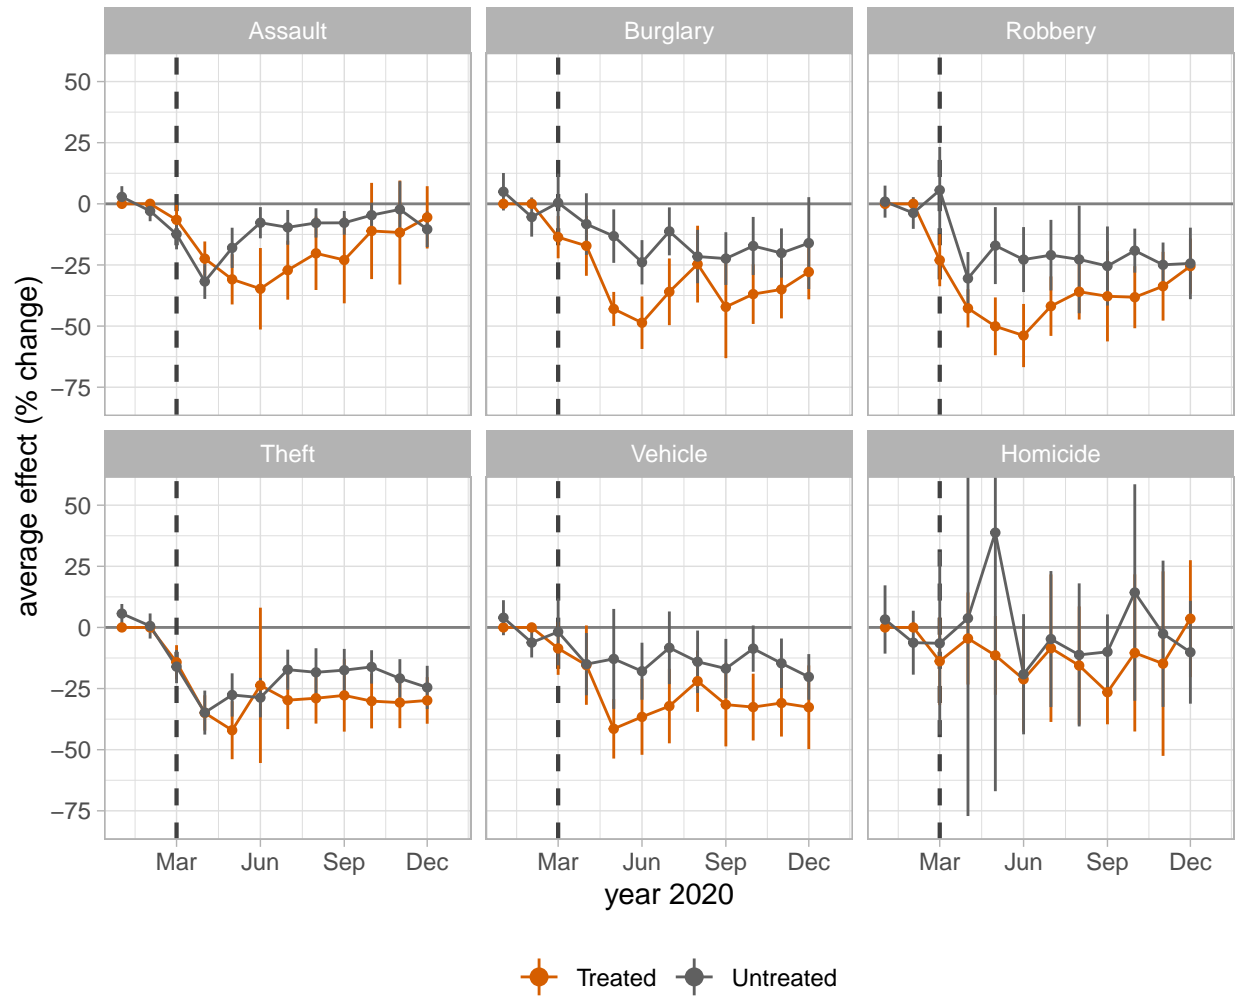 Assault Burglary Robbery
50
25
0
−25
−50
−75
Theft Vehicle Homicide
50
25
0
−25
−50
−75
average effect (% change)
Mar Jun Sep Dec Mar Jun Sep Dec Mar Jun Sep Dec
year 2020
Treated Untreated